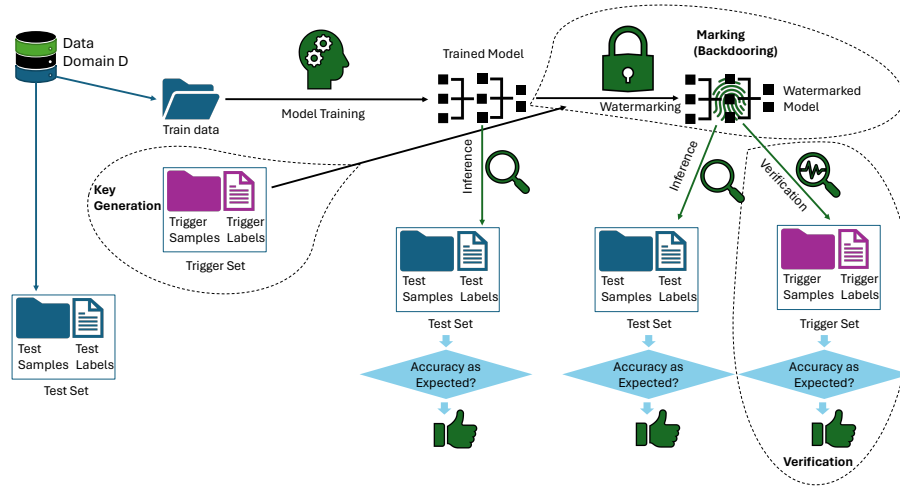 Data
Domain D
Train data
Model Training
Trained Model
Watermarking
Marking
(Backdooring)
Watermarked
Model
Key
Generation
Trigger
Samples
Trigger
Labels
Trigger Set
Inference
Inference
Verification
Test
Samples
Test
Labels
Test Set
Test
Samples
Test Labels
Test Set
Test
Samples
Test Labels
Test Set
Trigger
Samples
Trigger
Labels
Trigger Set
Accuracy as
Expected?
Accuracy as
Expected?
Accuracy as
Expected?
Verification